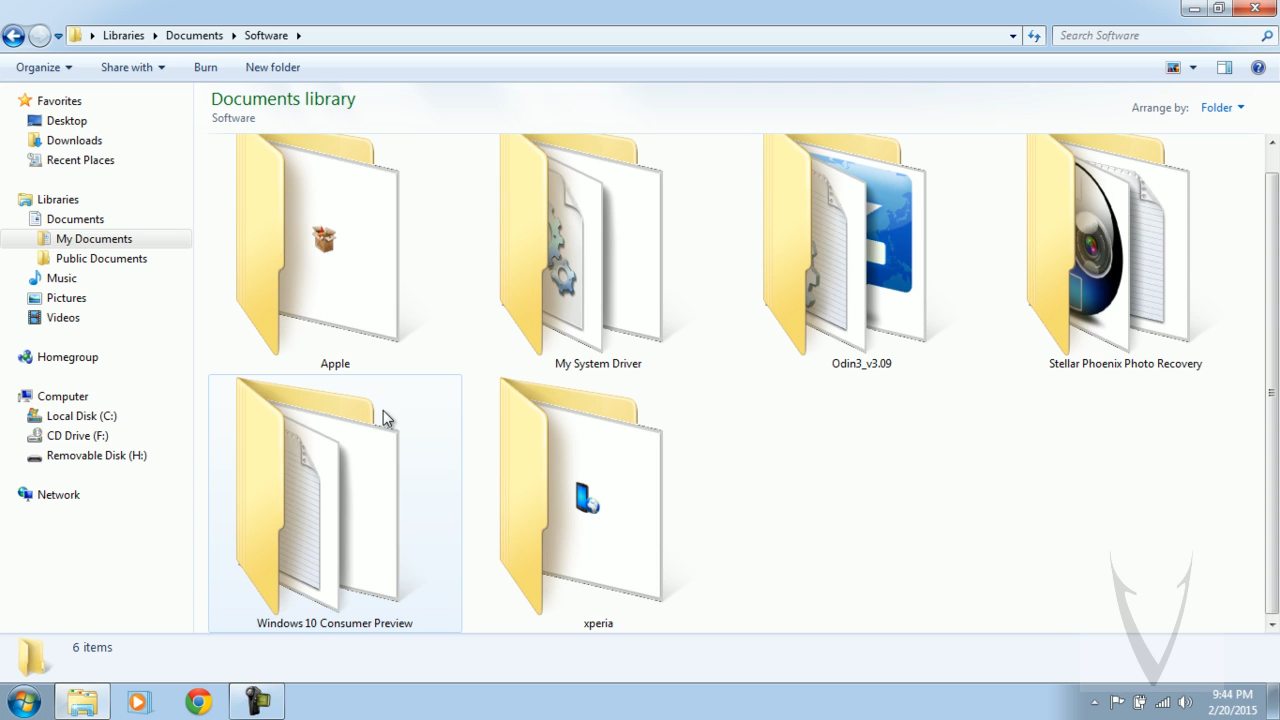 Libraries Documents Software
Search Software
Organize Share with Burn New folder
Favorites
Desktop
Downloads
Recent Places
Libraries
Documents
My Documents
Public Documents
Music
Pictures
Videos
Homegroup
Computer
Local Disk (C:)
CD Drive (F:)
Removable Disk (H:)
Network
Documents library
Software
Arrange by: Folder
Apple
My System Driver
Odin3_v3.09
Stellar Phoenix Photo Recovery
Windows 10 Consumer Preview
xperia
6 items
9:44 PM
2/20/2015